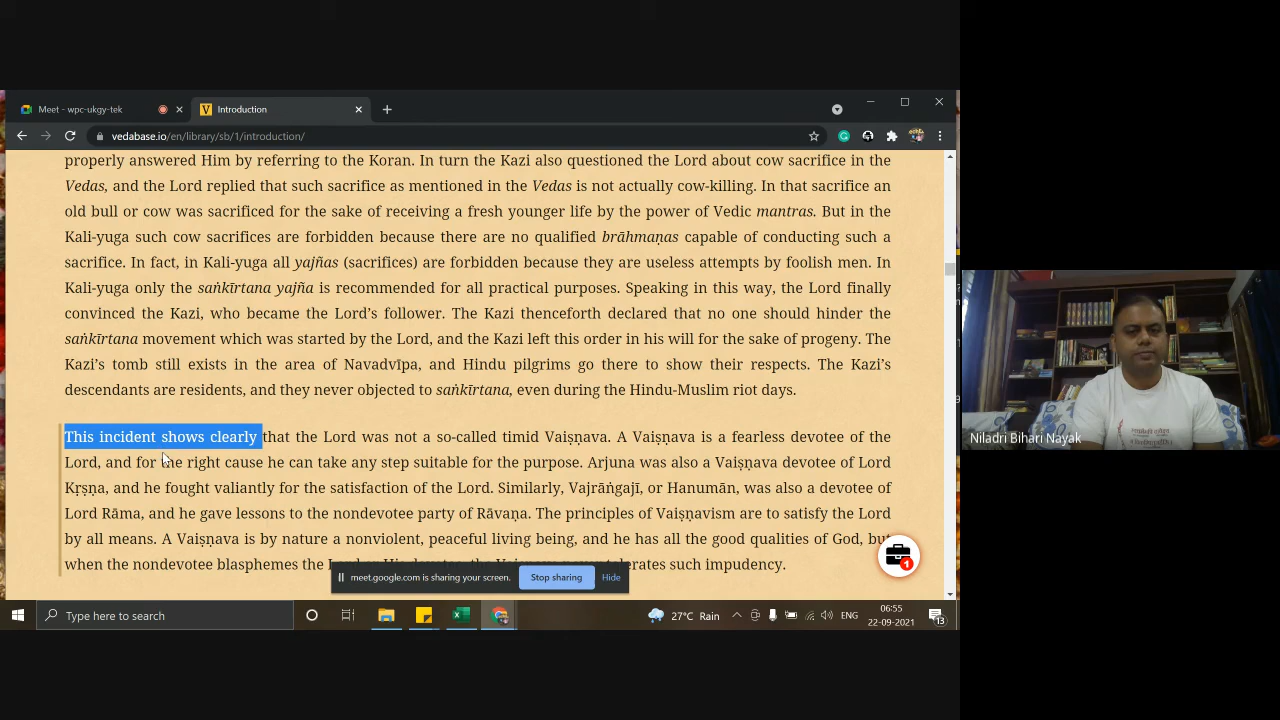 Meet - wpc-ukgy-tek
Introduction
vedabase.io/en/library/sb/1/introduction/
properly answered Him by referring to the Koran. In turn the Kazi also questioned the Lord about cow sacrifice in the
Vedas, and the Lord replied that such sacrifice as mentioned in the Vedas is not actually cow-killing. In that sacrifice an
old bull or cow was sacrificed for the sake of receiving a fresh younger life by the power of Vedic mantras. But in the
Kali-yuga such cow sacrifices are forbidden because there are no qualified brāhmaṇas capable of conducting such a
sacrifice. In fact, in Kali-yuga all yajñas (sacrifices) are forbidden because they are useless attempts by foolish men. In
Kali-yuga only the saṅkīrtana yajña is recommended for all practical purposes. Speaking in this way, the Lord finally
convinced the Kazi, who became the Lord’s follower. The Kazi thenceforth declared that no one should hinder the
saṅkīrtana movement which was started by the Lord, and the Kazi left this order in his will for the sake of progeny. The
Kazi’s tomb still exists in the area of Navadvīpa, and Hindu pilgrims go there to show their respects. The Kazi’s
descendants are residents, and they never objected to saṅkīrtana, even during the Hindu-Muslim riot days.
This incident shows clearly that the Lord was not a so-called timid Vaiṣṇava. A Vaiṣṇava is a fearless devotee of the
Lord, and for the right cause he can take any step suitable for the purpose. Arjuna was also a Vaiṣṇava devotee of Lord
Kṛṣṇa, and he fought valiantly for the satisfaction of the Lord. Similarly, Vajrāṅgajī, or Hanumān, was also a devotee of
Lord Rāma, and he gave lessons to the nondevotee party of Rāvaṇa. The principles of Vaiṣṇavism are to satisfy the Lord
by all means. A Vaiṣṇava is by nature a nonviolent, peaceful living being, and he has all the good qualities of God, but
when the nondevotee blasphemes the such impudency.
1
meet.google.com is sharing your screen. Stop sharing Hide
Type here to search
27°C Rain
ENG
06:55
22-09-2021
13
Niladri Bihari Nayak